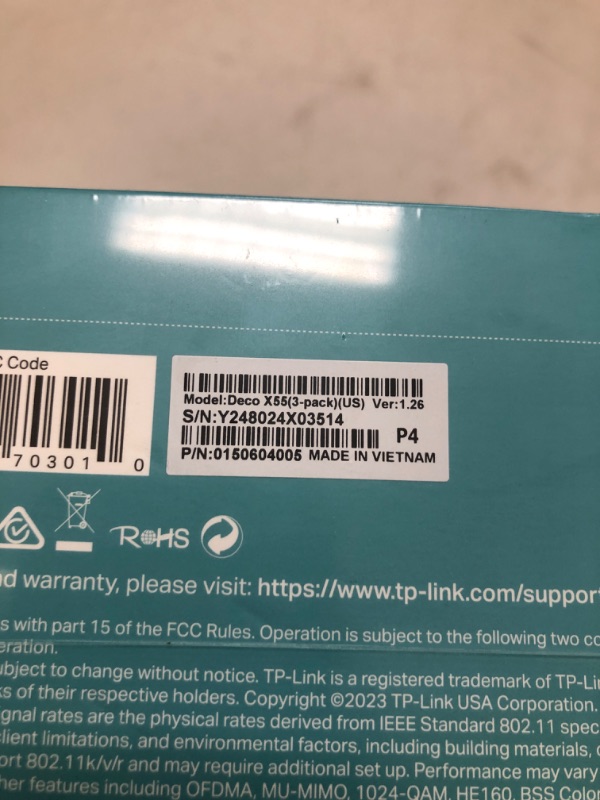 C Code
70301 0
Model:Deco X55(3-pack)(US) Ver:1.26
S/N:Y248024X03514
P4
P/N:0150604005 MADE IN VIETNAM
RoHS
nd warranty, please visit: https://www.tp-link.com/support
s with part 15 of the FCC Rules. Operation is subject to the following two co
eration.
ubject to change without notice. TP-Link is a registered trademark of TP-Li
ks of their respective holders. Copyright ©2023 TP-Link USA Corporation.
ignal rates are the physical rates derived from IEEE Standard 802.11 spec
client limitations, and environmental factors, including building materials,
ort 802.11k/v/r and may require additional set up. Performance may vary
her features including OFDMA, MU-MIMO, 1024-QAM, HE160, BSS Color